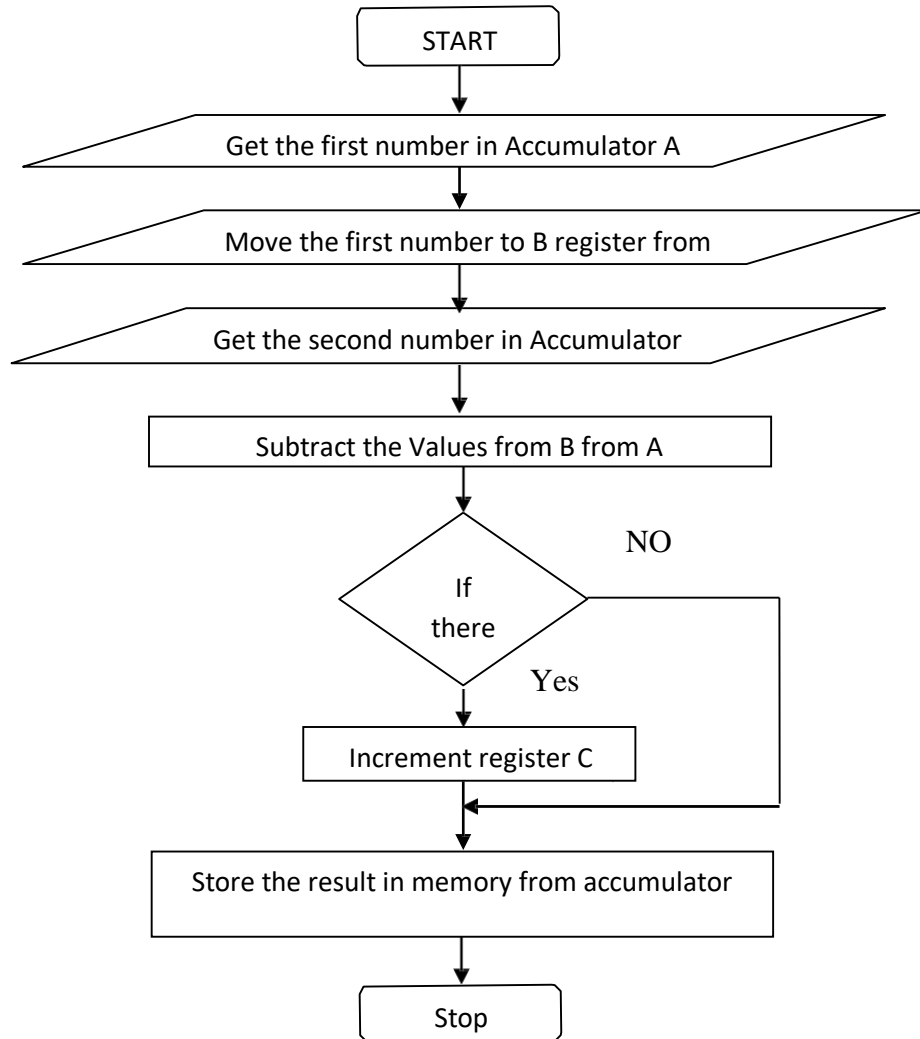 START
Get the first number in Accumulator A
Move the first number to B register from
Get the second number in Accumulator
Subtract the Values from B from A
NO
If
there
Yes
Increment register C
Store the result in memory from accumulator
Stop